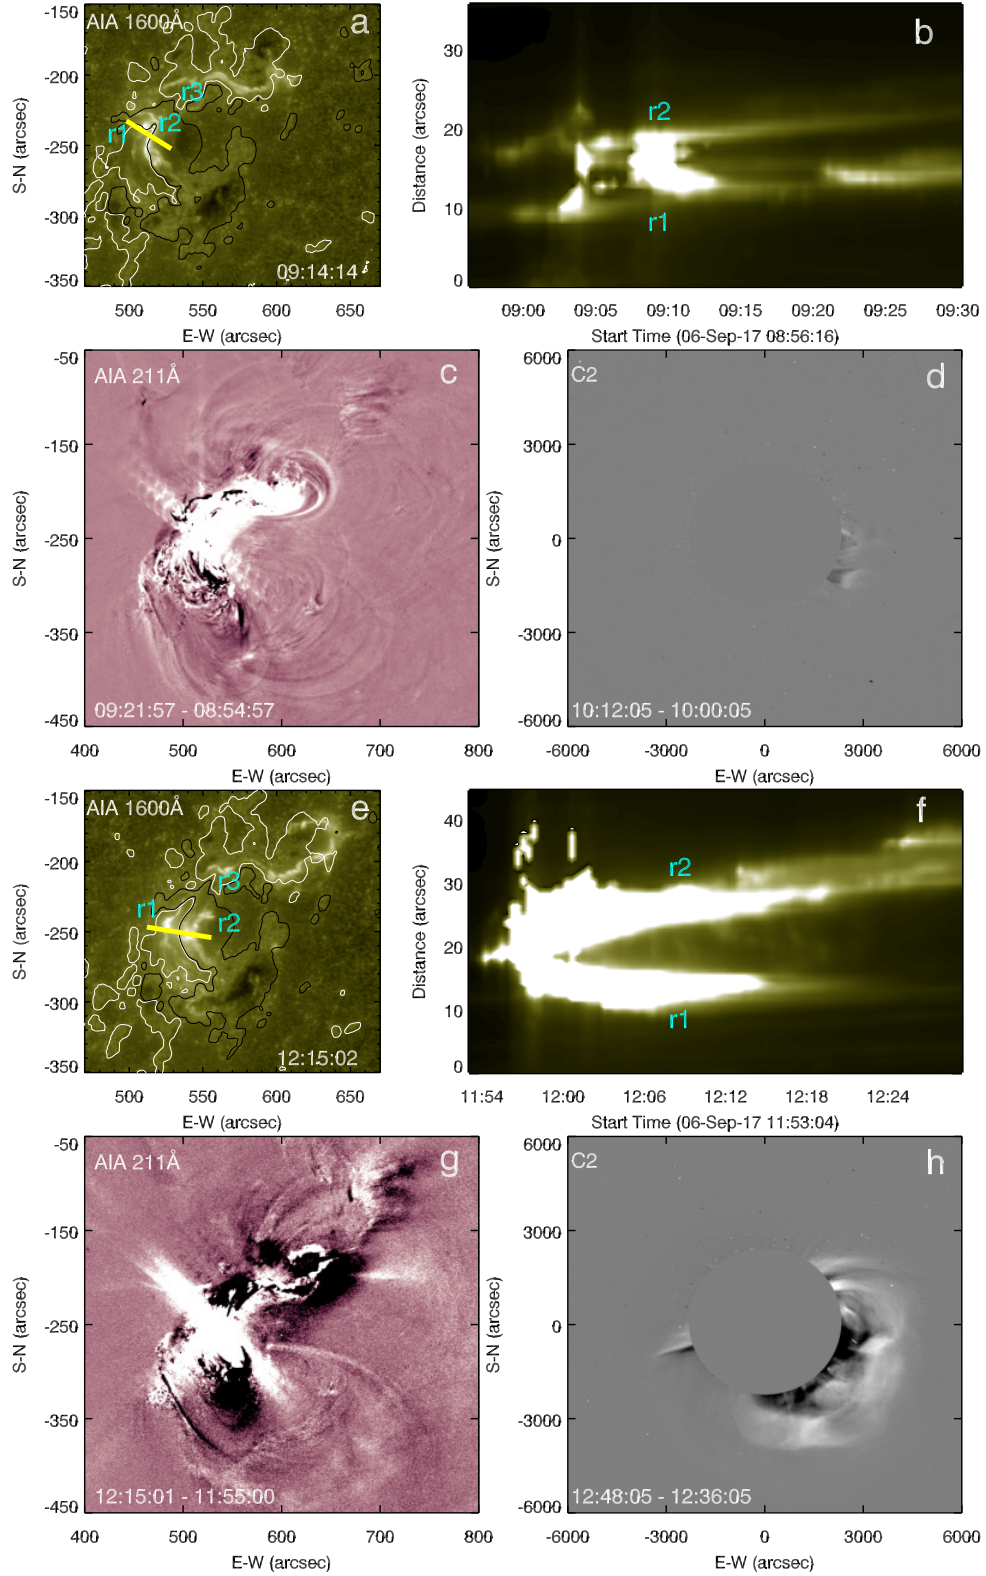 AIA 1600Å
a
r3
r1
r2
09:14:14
-150
-200
-250
-300
-350
S-N (arcsec)
500
550
600
650
E-W (arcsec)
b
r2
r1
30
20
10
0
Distance (arcsec)
09:00
09:05
09:10
09:15
09:20
09:25
09:30
Start Time (06-Sep-17 08:56:16)
AIA 211Å
c
09:21:57 - 08:54:57
-50
-150
-250
-350
-450
S-N (arcsec)
400
500
600
700
800
E-W (arcsec)
C2
d
10:12:05 - 10:00:05
6000
3000
0
-3000
-6000
S-N (arcsec)
-6000
-3000
0
3000
6000
E-W (arcsec)
AIA 1600Å
e
r3
r1
r2
12:15:02
-150
-200
-250
-300
-350
S-N (arcsec)
500
550
600
650
E-W (arcsec)
f
r2
r1
40
30
20
10
0
Distance (arcsec)
11:54
12:00
12:06
12:12
12:18
12:24
Start Time (06-Sep-17 11:53:04)
AIA 211Å
g
12:15:01 - 11:55:00
-50
-150
-250
-350
-450
S-N (arcsec)
400
500
600
700
800
E-W (arcsec)
C2
h
12:48:05 - 12:36:05
6000
3000
0
-3000
-6000
S-N (arcsec)
-6000
-3000
0
3000
6000
E-W (arcsec)